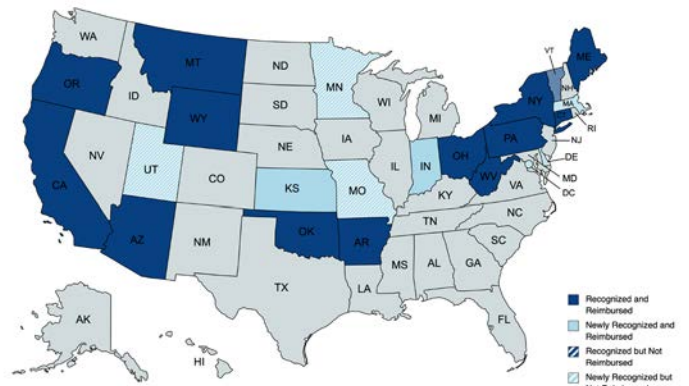 WA
MT
ND
MN
VT
ME
OR
ID
SD
WI
MI
NY
NH
MA
CT
RI
WY
NE
IA
PA
NJ
NV
UT
CO
KS
MO
IL
IN
OH
WV
VA
DE
MD
DC
CA
KY
NC
TN
AZ
NM
OK
AR
SC
MS
AL
GA
TX
LA
FL
AK
HI
Recognized and
Reimbursed
Newly Recognized and
Reimbursed
Recognized but Not
Reimbursed
Newly Recognized but